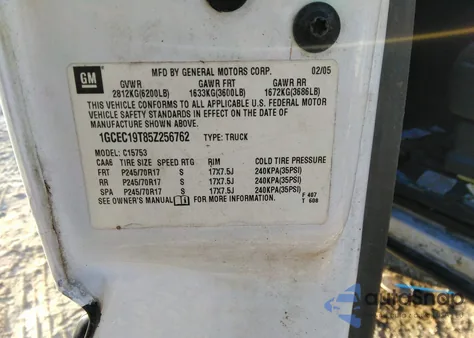 GM MFD BY GENERAL MOTORS CORP. 02/05
GVWR GAWR FRT GAWR RR
2812KG(6200LB) 1633KG(3600LB) 1672KG(3686LB)
THIS VEHICLE CONFORMS TO ALL APPLICABLE U.S. FEDERAL MOTOR
VEHICLE SAFETY STANDARDS IN EFFECT ON THE DATE OF
MANUFACTURE SHOWN ABOVE.
1GCEC19T85Z256762 TYPE: TRUCK
MODEL: C15753
CAA6 TIRE SIZE SPEED RTG RIM COLD TIRE PRESSURE
FRT P245/70R17 S 17X7.5J 240KPA(35PSI)
RR P245/70R17 S 17X7.5J 240KPA(35PSI)
SPA P245/70R17 S 17X7.5J 240KPA(35PSI)
SEE OWNER'S MANUAL FOR MORE INFORMATION.
F 407
T 608
autoSnap